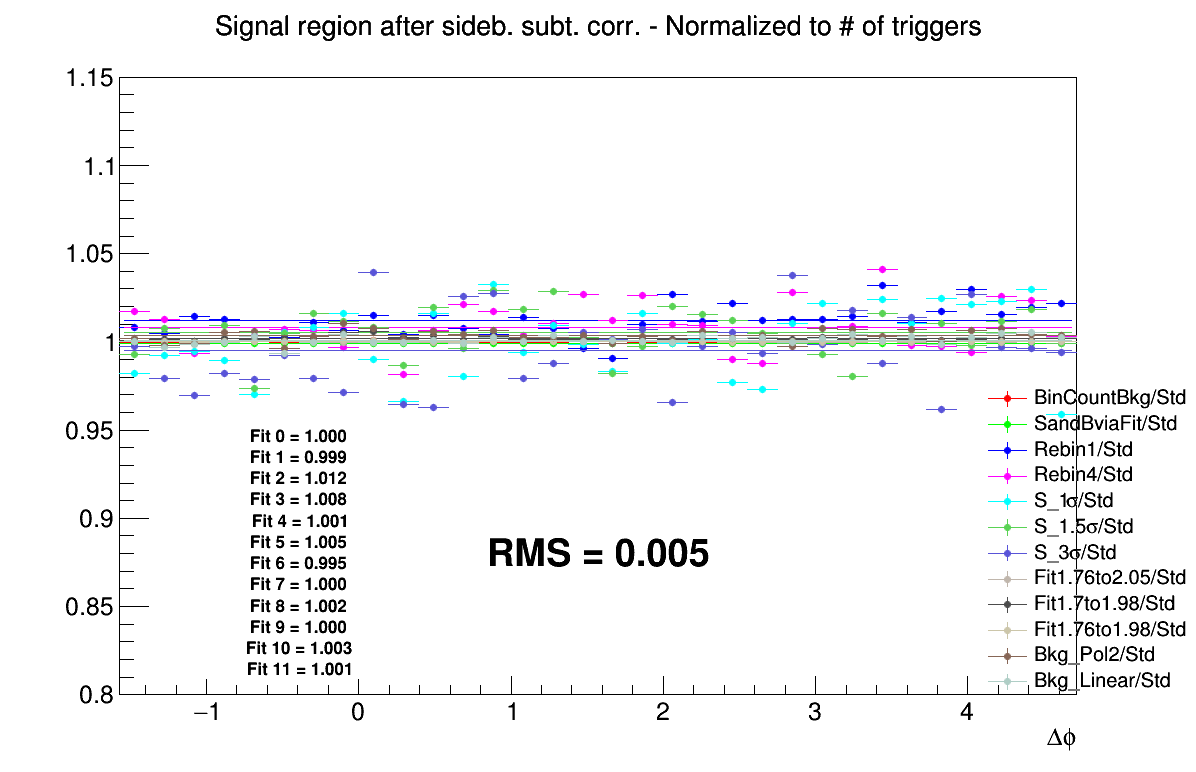 Signal region after sideb. subt. corr. - Normalized to # of triggers
1.15
1.1
1.05
1
0.95
0.9
0.85
0.8
BinCountBkg/Std
SandBviaFit/Std
Rebin1/Std
Rebin4/Std
S_1σ/Std
S_1.5σ/Std
S_3σ/Std
Fit1.76to2.05/Std
Fit1.7to1.98/Std
Fit1.76to1.98/Std
Bkg_Pol2/Std
Bkg_Linear/Std
Fit 0 = 1.000
Fit 1 = 0.999
Fit 2 = 1.012
Fit 3 = 1.008
Fit 4 = 1.001
Fit 5 = 1.005
Fit 6 = 0.995
Fit 7 = 1.000
Fit 8 = 1.002
Fit 9 = 1.000
Fit 10 = 1.003
Fit 11 = 1.001
RMS = 0.005
−1 0 1 2 3 4
Δϕ